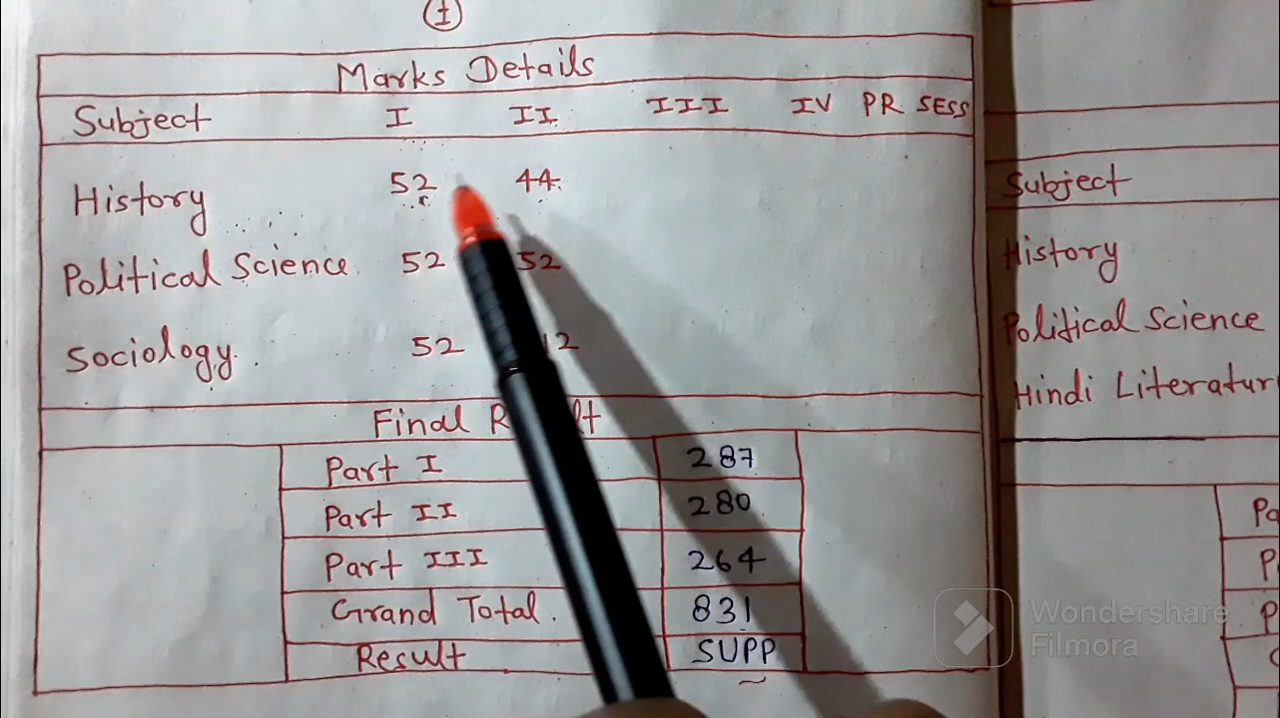 1
Marks Details
Subject I II III IV PR SESS
History 52 44
Political Science 52 52
Sociology 52 12
Final
Part I 287
Part II 280
Part III 264
Grand Total 831
Result SUPP
Subject
History
Political Science
Hindi
Wondershare
Filmora